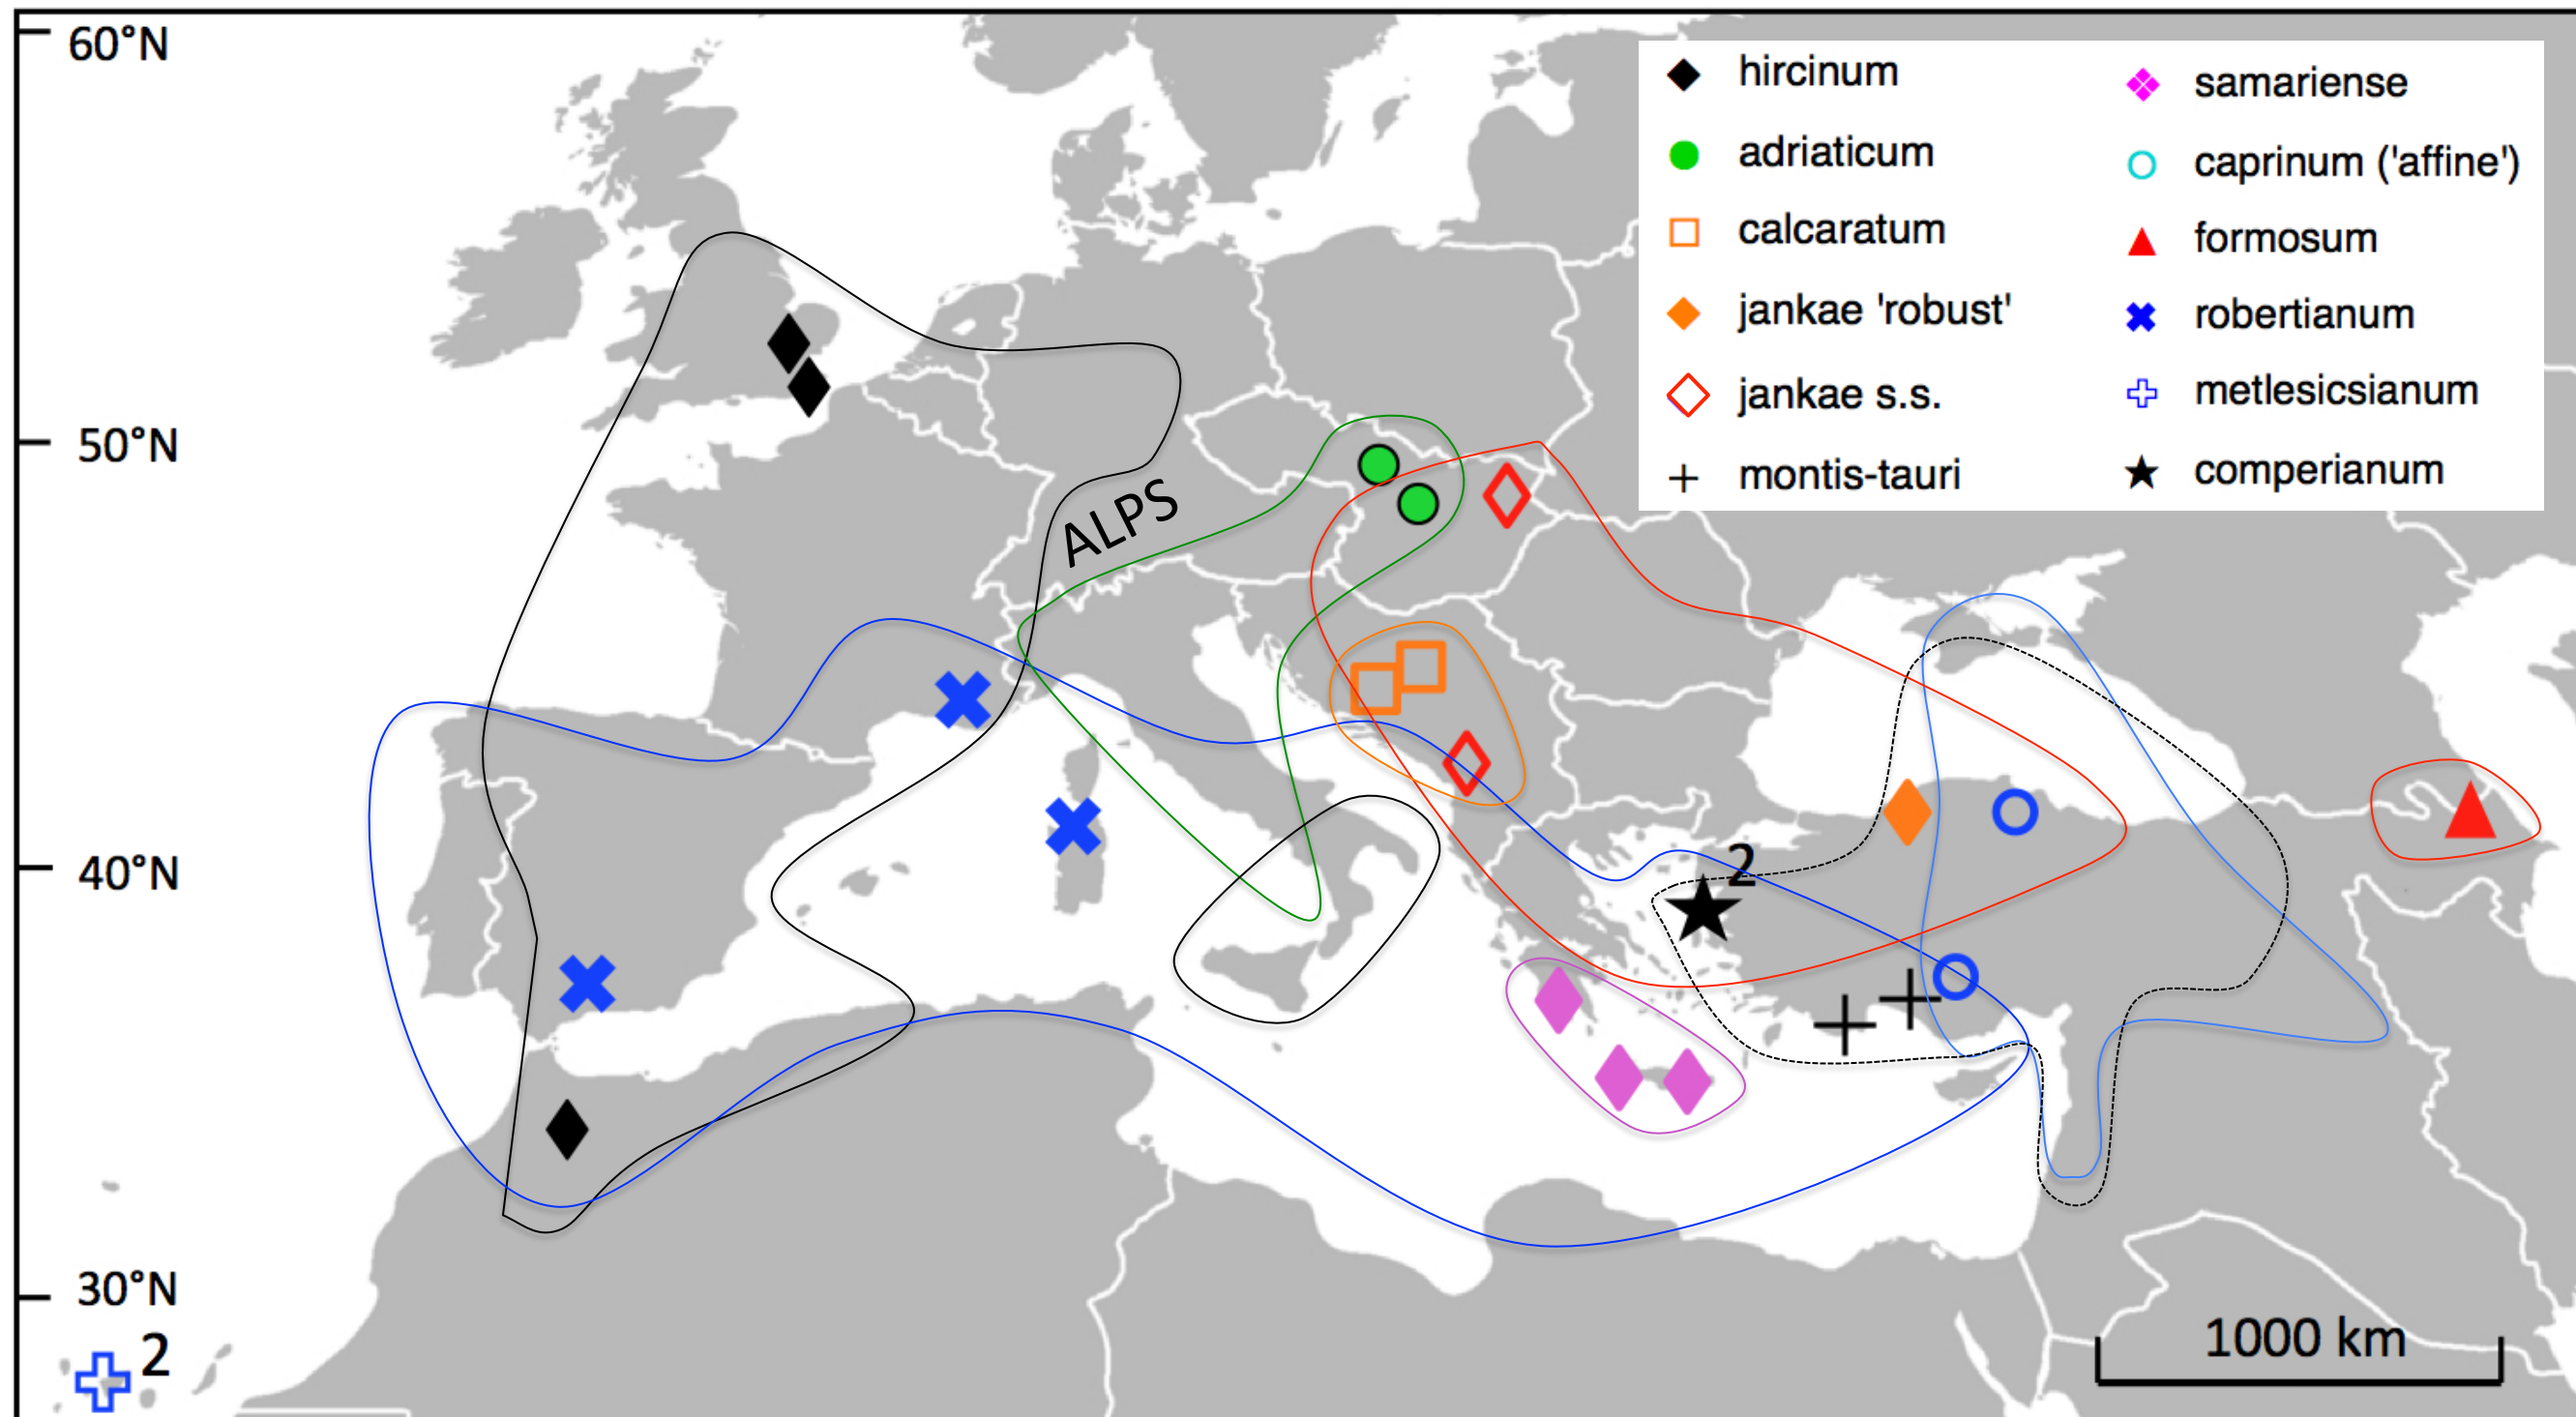 60°N
50°N
40°N
30°N
hircinum
adriaticum
calcaratum
jankae 'robust'
jankae s.s.
montis-tauri
samariense
caprinum ('affine')
formosum
robertianum
metlesicsianum
comperianum
ALPS
2
2
1000 km